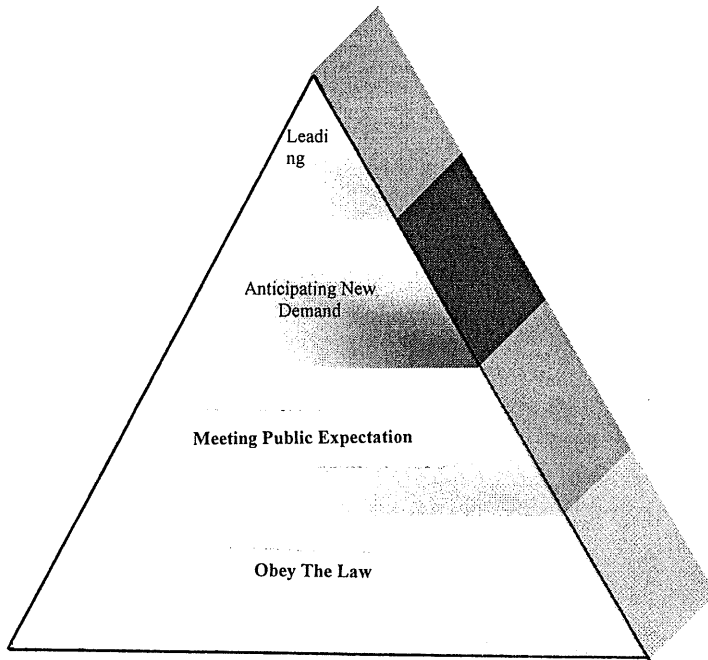 Leadi
ng
Anticipating New
Demand
Meeting Public Expectation
Obey The Law